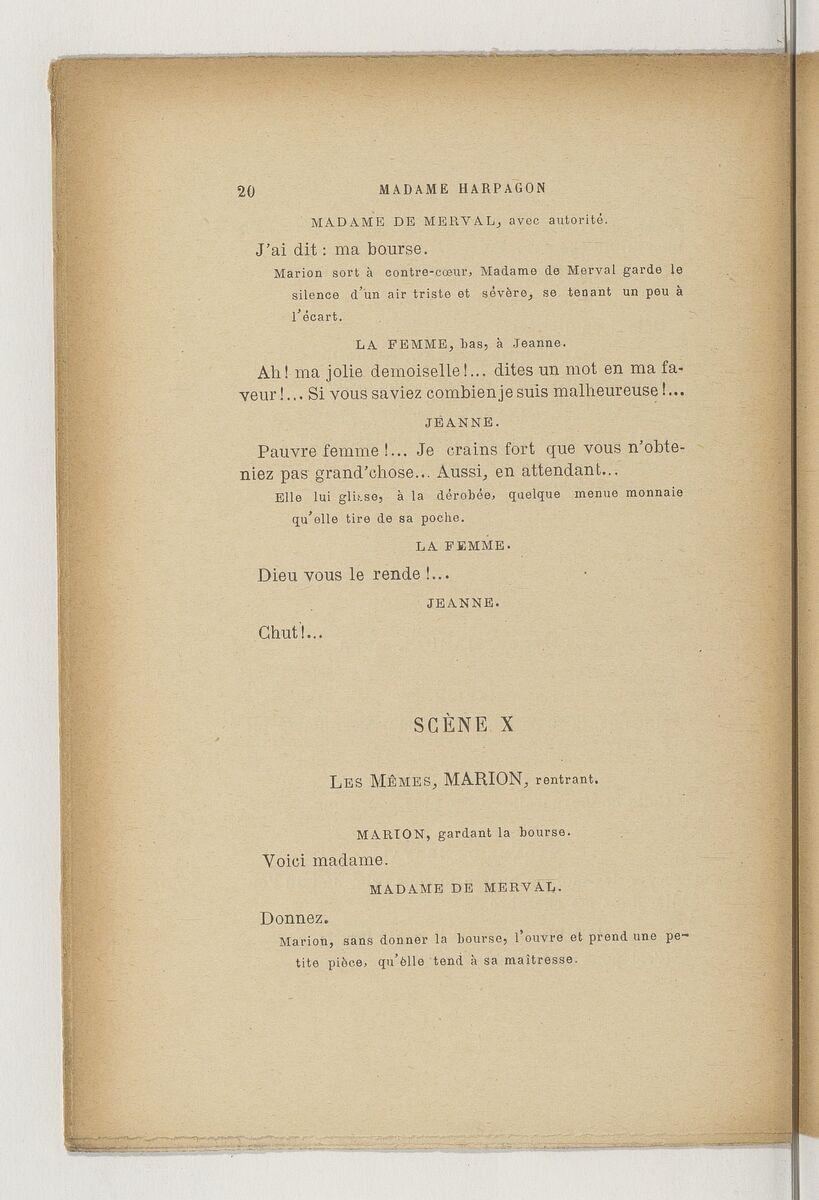 20 MADAME HARPAGON
MADAME DE MERVAL, avec autorité.
J'ai dit : ma bourse.
Marion sort à contre-cœur, Madame de Merval garde le
silence d'un air triste et sévère, se tenant un peu à
l'écart.
LA FEMME, bas, à Jeanne.
Ah! ma jolie demoiselle!... dites un mot en ma fa-
veur!... Si vous saviez combien je suis malheureuse!...
JEANNE.
Pauvre femme!... Je crains fort que vous n'obte-
niez pas grand'chose... Aussi, en attendant...
Elle lui glisse, à la dérobée, quelque menue monnaie
qu'elle tire de sa poche.
LA FEMME.
Dieu vous le rende!...
JEANNE.
Chut!...
SCÈNE X
LES MÊMES, MARION, rentrant.
MARION, gardant la bourse.
Voici madame.
MADAME DE MERVAL.
Donnez.
Marion, sans donner la bourse, l'ouvre et prend une pe-
tite pièce, qu'elle tend à sa maîtresse.